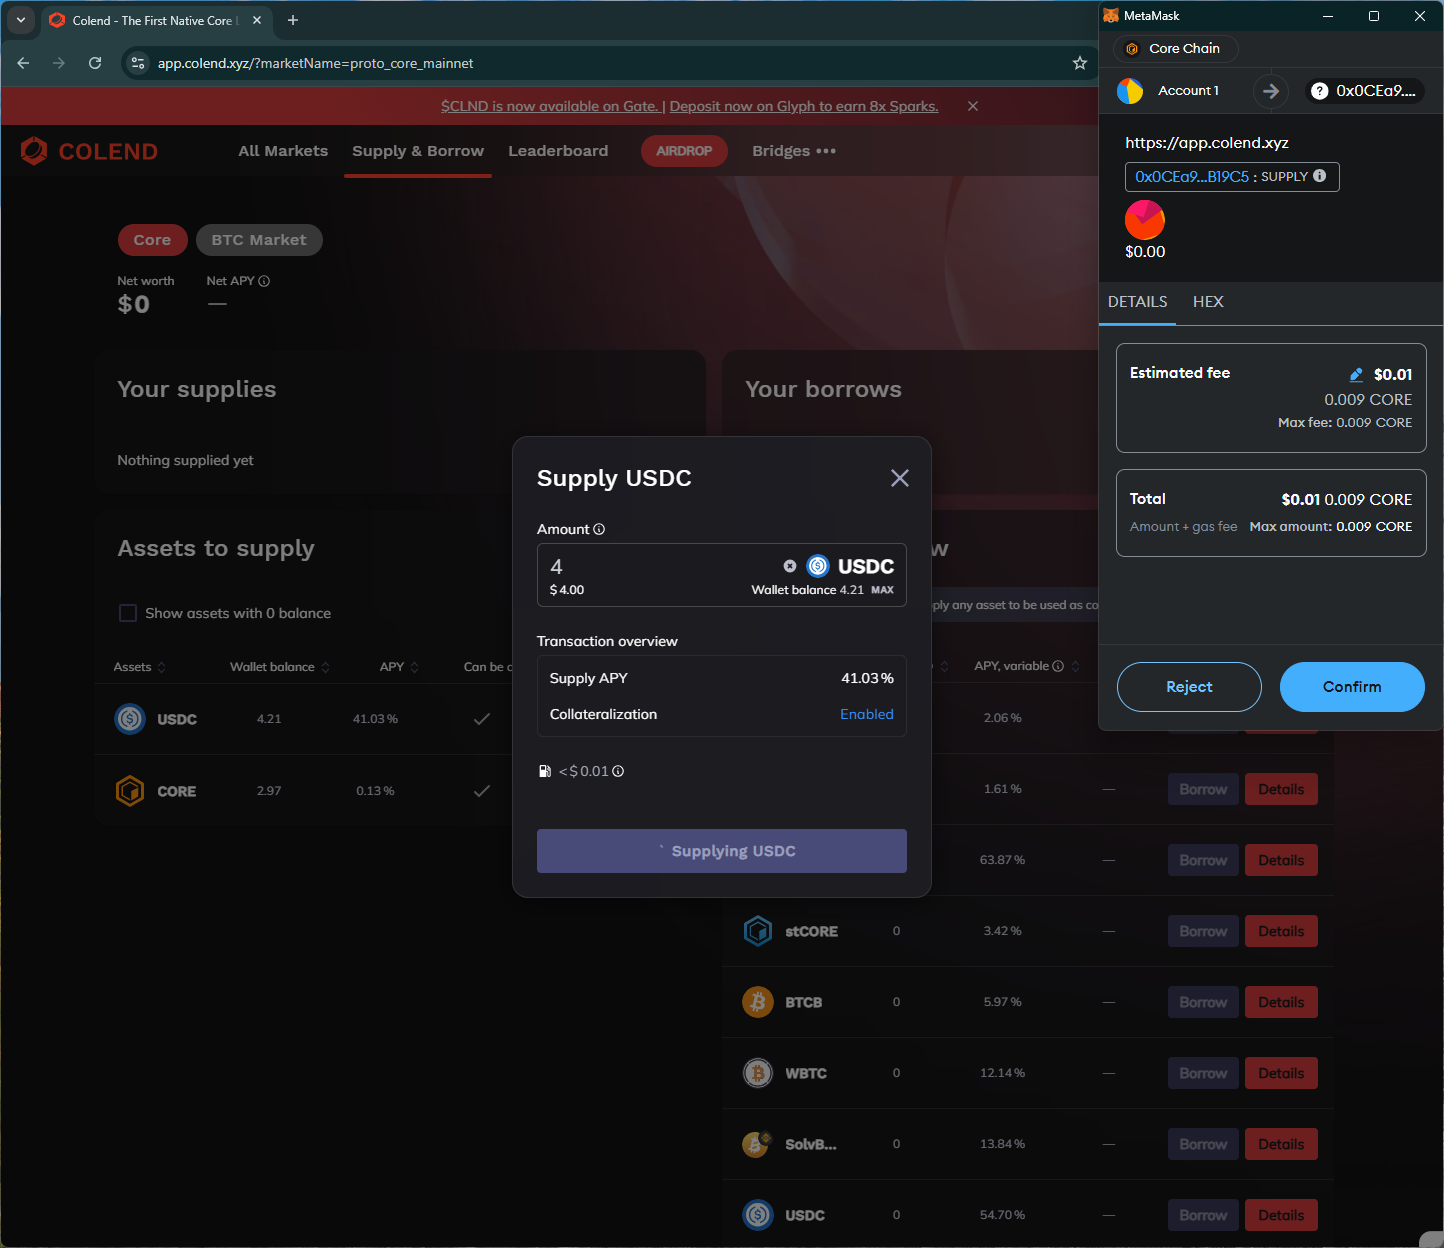 Colend - The First Native Core L
MetaMask
app.colend.xyz/?marketName=proto_core_mainnet
Core Chain
Account 1
0x0CEa9....
$CLND is now available on Gate. | Deposit now on Glyph to earn 8x Sparks.
COLEND
All Markets
Supply & Borrow
Leaderboard
AIRDROP
Bridges
https://app.colend.xyz
0x0CEa9...B19C5 : SUPPLY
$0.00
DETAILS
HEX
Core
BTC Market
Net worth
Net APY
$0
—
Estimated fee
$0.01
0.009 CORE
Max fee: 0.009 CORE
Total
$0.01 0.009 CORE
Amount + gas fee
Max amount: 0.009 CORE
Reject
Confirm
Your supplies
Nothing supplied yet
Your borrows
Assets to supply
Show assets with 0 balance
Assets
Wallet balance
APY
Can be c
USDC
4.21
41.03 %
CORE
2.97
0.13 %
Supply USDC
Amount
4
USDC
$ 4.00
Wallet balance 4.21 MAX
Transaction overview
Supply APY
41.03 %
Collateralization
Enabled
< $ 0.01
Supplying USDC
w
ply any asset to be used as co
APY, variable
2.06 %
1.61 %
—
Borrow
Details
63.87 %
—
Borrow
Details
stCORE
0
3.42 %
—
Borrow
Details
BTCB
0
5.97 %
—
Borrow
Details
WBTC
0
12.14 %
—
Borrow
Details
SolvB...
0
13.84 %
—
Borrow
Details
USDC
0
54.70 %
—
Borrow
Details